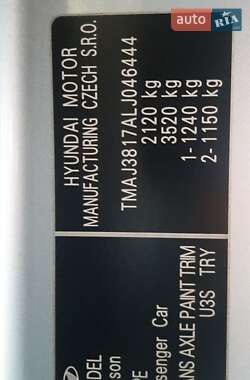 AUTO
RIA
.com
HYUNDAI MOTOR
MANUFACTURING CZECH S.R.O.
TMAJ3817ALJ046444
2120 kg
3520 kg
1-1240 kg
2-1150 kg
DEL
son
PE
senger Car
NS AXLE PAINT TRIM
U3S TRY